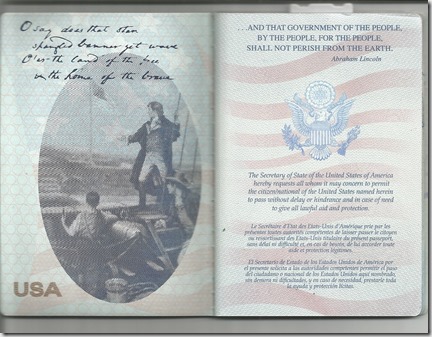 O say does that star
spangled banner yet wave
O'er the land of the free
in the home of the brave
USA
. . . AND THAT GOVERNMENT OF THE PEOPLE,
BY THE PEOPLE, FOR THE PEOPLE,
SHALL NOT PERISH FROM THE EARTH.
Abraham Lincoln
The Secretary of State of the United States of America
hereby requests all whom it may concern to permit
the citizen/national of the United States named herein
to pass without delay or hindrance and in case of need
to give all lawful aid and protection.
Le Secrétaire d'Etat des Etats-Unis d'Amérique prie par les
présentes toutes autorités compétentes de laisser passer le citoyen
ou ressortissant des Etats-Unis titulaire du présent passeport,
sans délai ni difficulté et, en cas de besoin, de lui accorder toute
aide et protection légitimes.
El Secretario de Estado de los Estados Unidos de América por
el presente solicita a las autoridades competentes permitir el paso
del ciudadano o nacional de los Estados Unidos aquí nombrado,
sin demora ni dificultades, y en caso de necesidad, prestarle toda
la ayuda y protección lícitas.